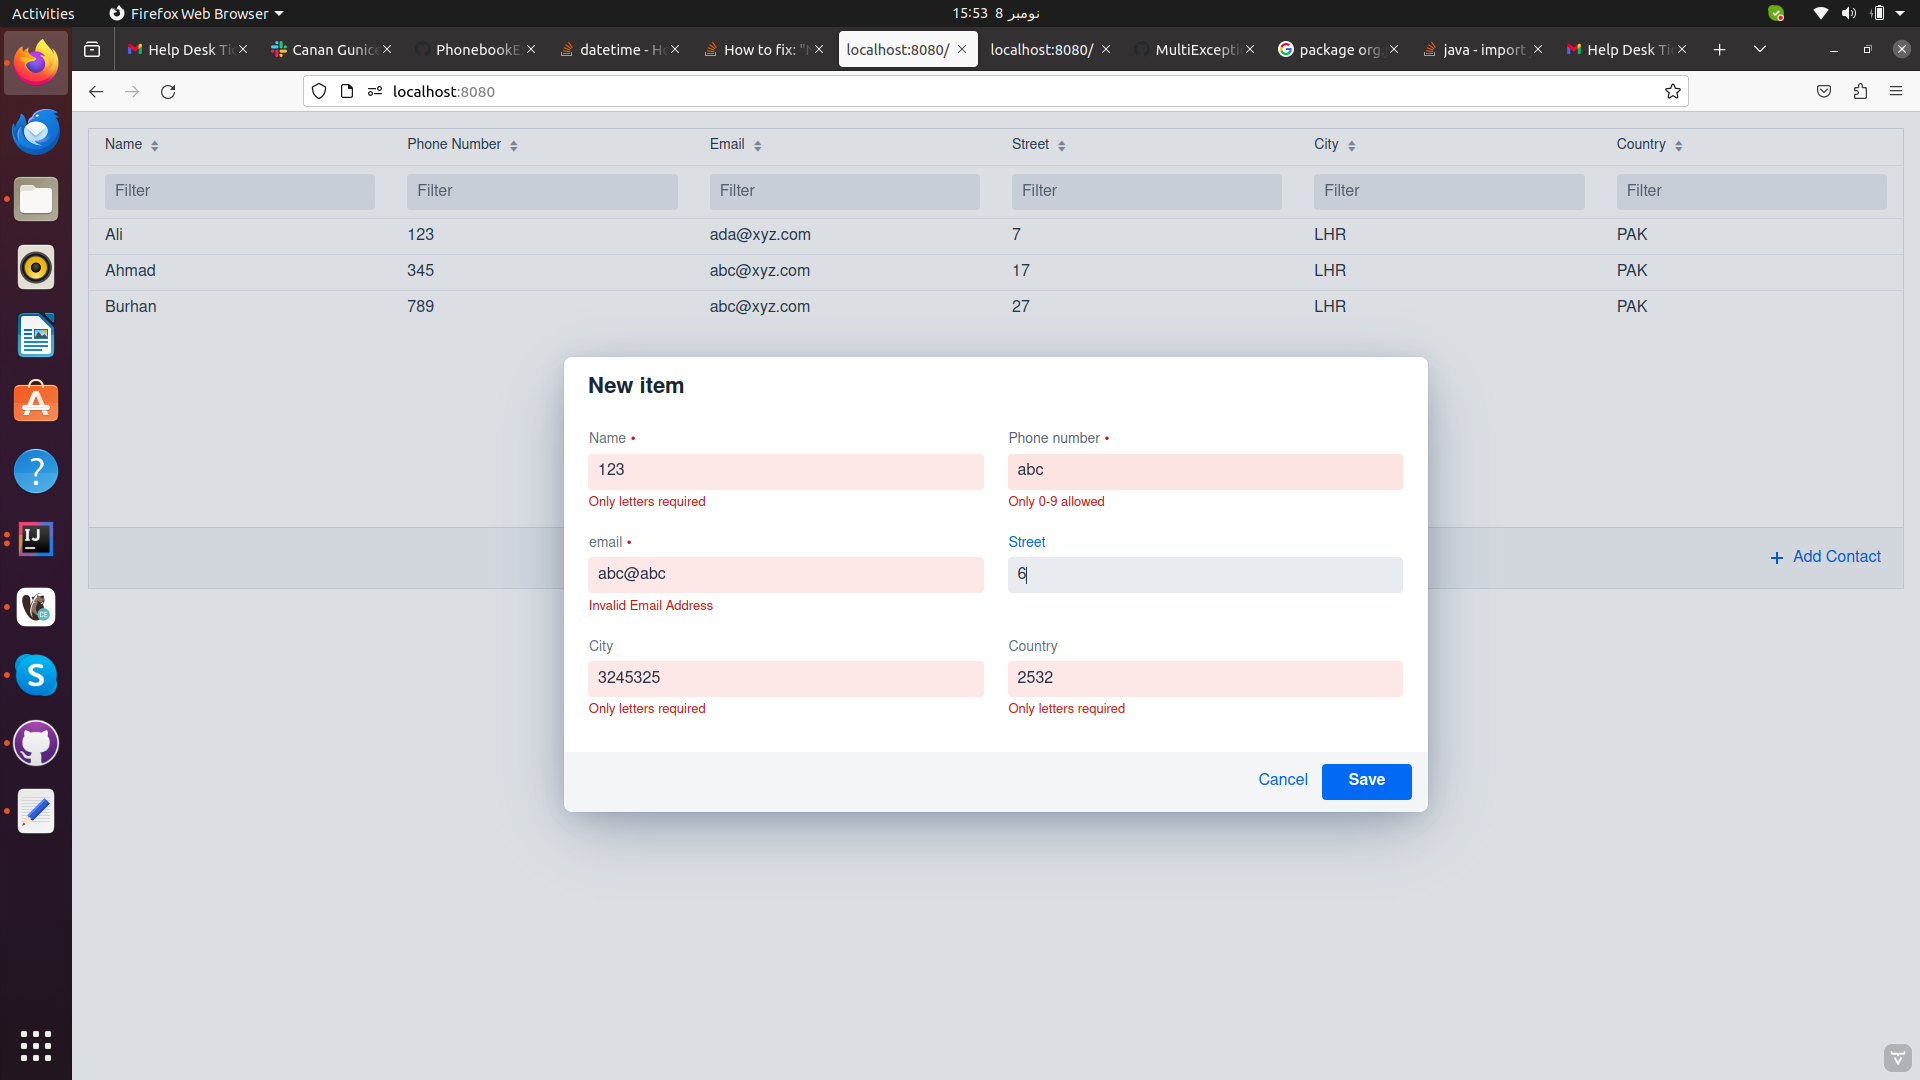 Activities
Firefox Web Browser
15:53 8 نومبر
Help Desk Tic
Canan Gunice
PhonebookE
datetime - Ho
How to fix: "N
localhost:8080/
localhost:8080/
MultiExcepti
package org.
java - import
Help Desk Tic
localhost:8080
Name
Phone Number
Email
Street
City
Country
Filter
Filter
Filter
Filter
Filter
Filter
Ali 123 ada@xyz.com 7 LHR PAK
Ahmad 345 abc@xyz.com 17 LHR PAK
Burhan 789 abc@xyz.com 27 LHR PAK
New item
Name •
Phone number •
123
abc
Only letters required
Only 0-9 allowed
email •
Street
abc@abc
6
Invalid Email Address
City
Country
3245325
2532
Only letters required
Only letters required
+ Add Contact
Cancel
Save
IJ